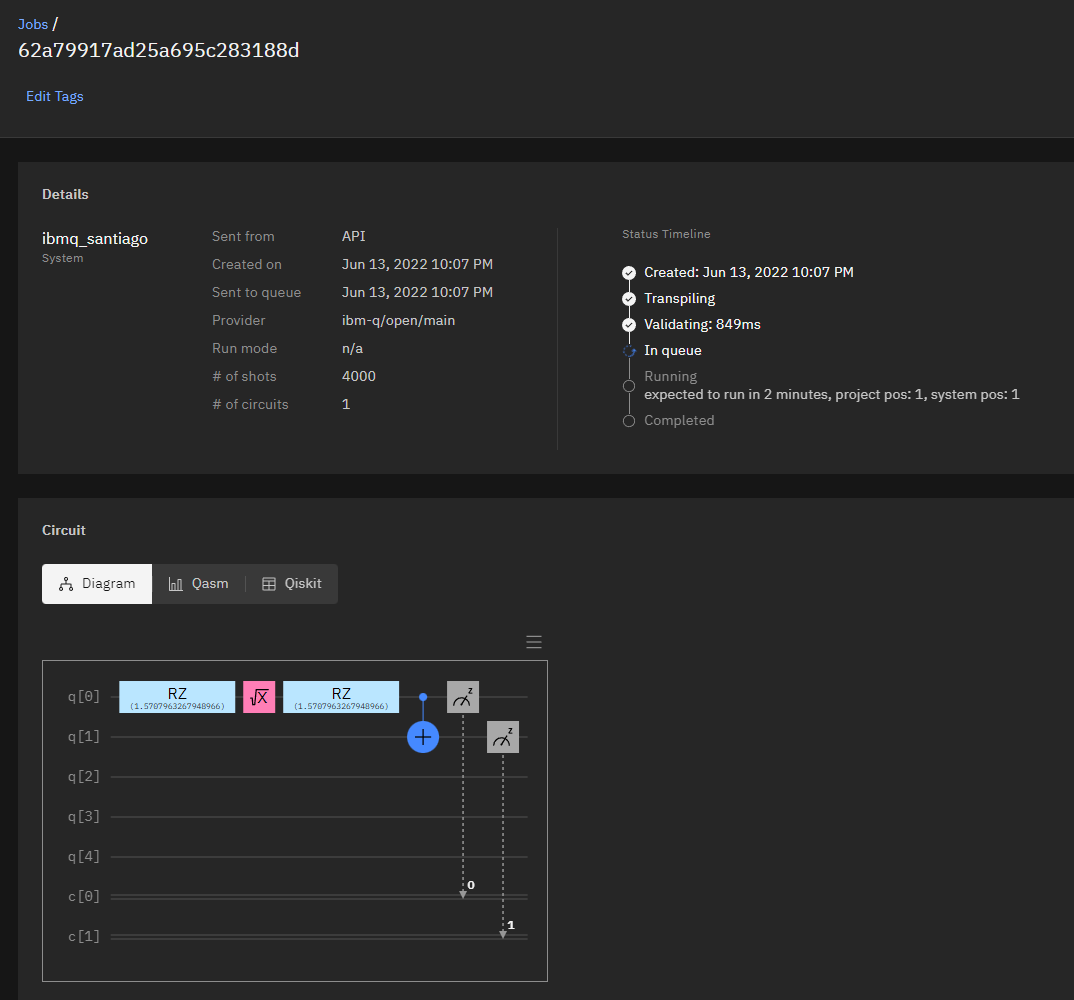 Jobs /
62a79917ad25a695c283188d
Edit Tags
Details
ibmq_santiago
System
Sent from API
Created on Jun 13, 2022 10:07 PM
Sent to queue Jun 13, 2022 10:07 PM
Provider ibm-q/open/main
Run mode n/a
# of shots 4000
# of circuits 1
Status Timeline
Created: Jun 13, 2022 10:07 PM
Transpiling
Validating: 849ms
In queue
Running
expected to run in 2 minutes, project pos: 1, system pos: 1
Completed
Circuit
Diagram Qasm Qiskit
q[0] RZ √X RZ z
(1.5707963267948966) (1.5707963267948966)
q[1] + z
q[2]
q[3]
q[4]
c[0] 0
c[1] 1